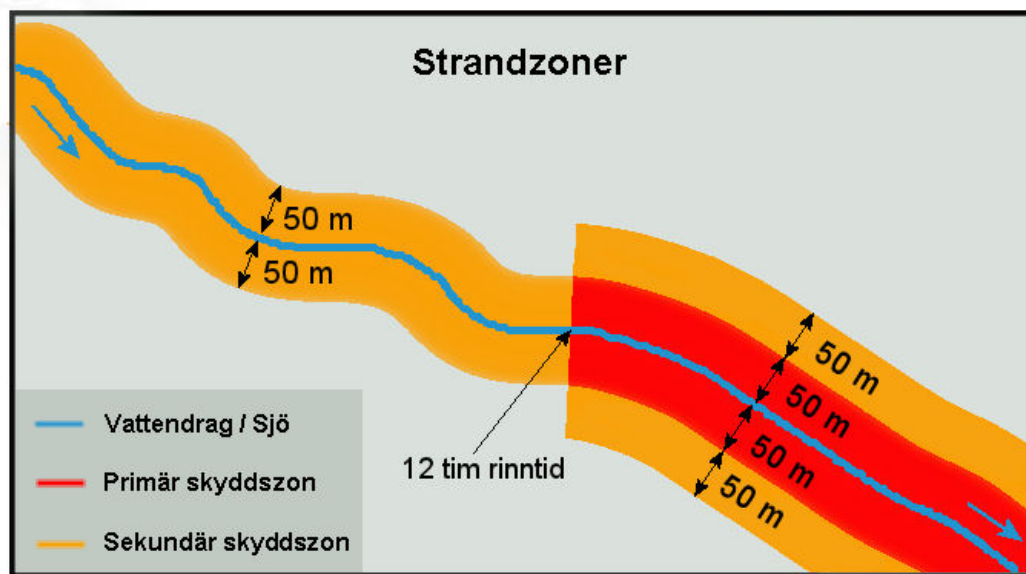 Strandzoner
50 m
50 m
50 m
50 m
50 m
50 m
12 tim rinntid
Vattendrag / Sjö
Primär skyddszon
Sekundär skyddszon